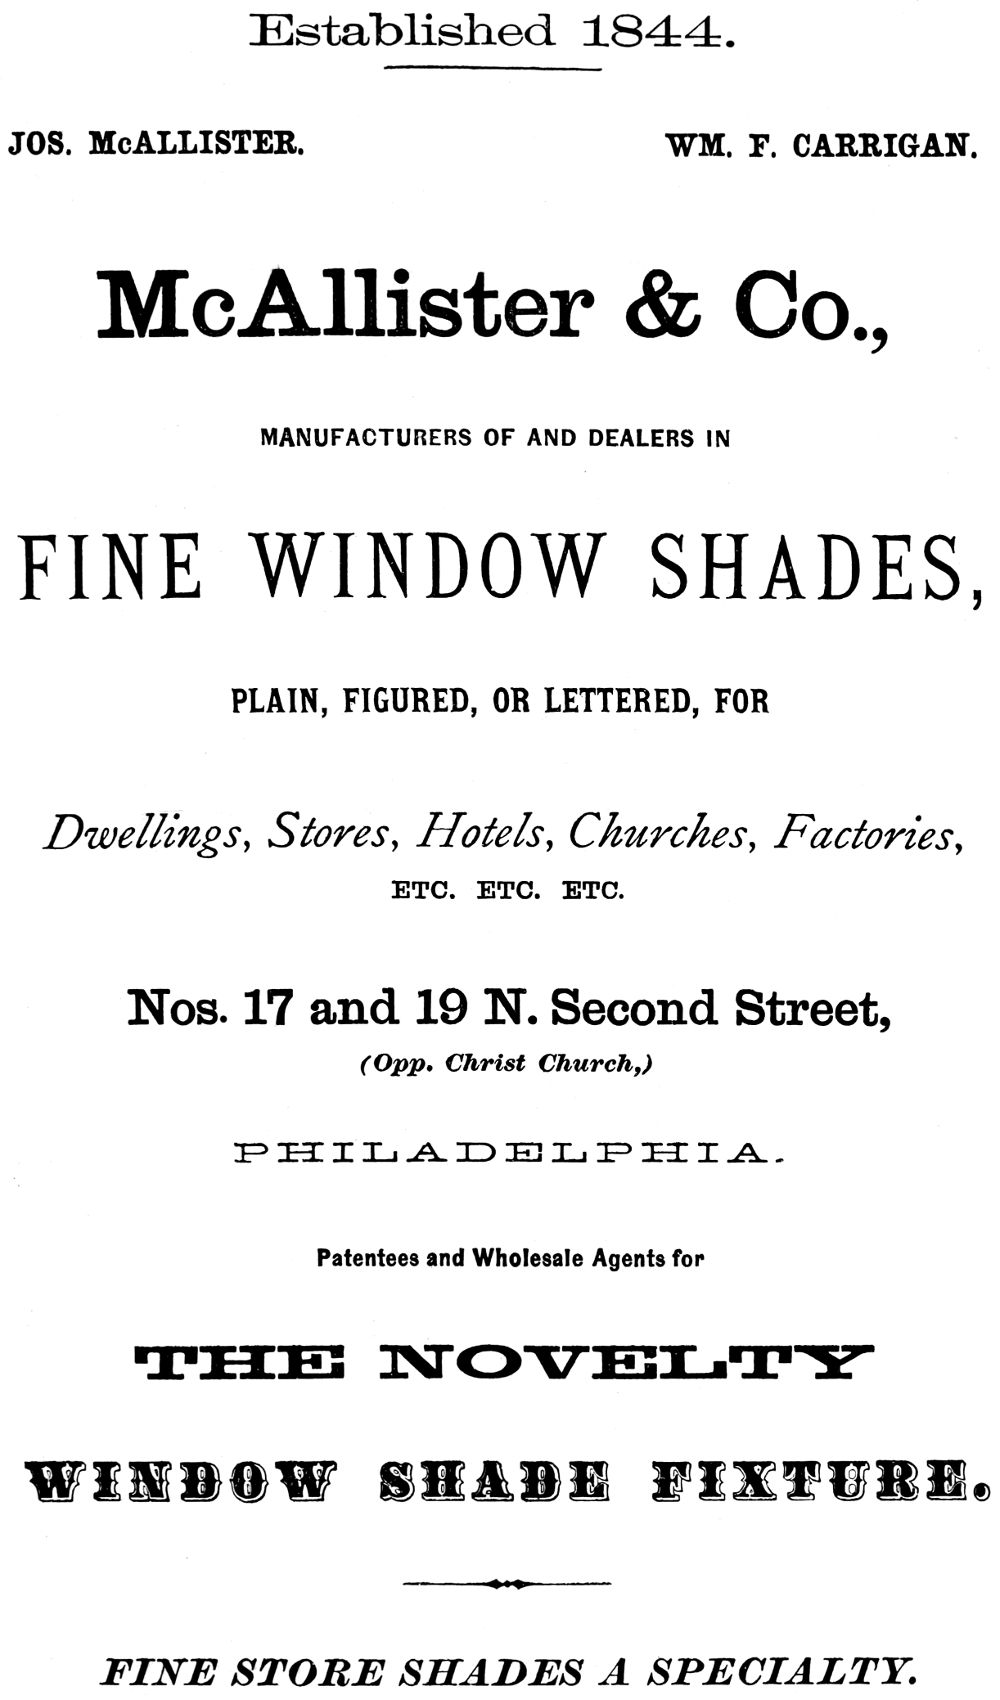 Established 1844.
JOS. McALLISTER. WM. F. CARRIGAN.
McAllister & Co.,
MANUFACTURERS OF AND DEALERS IN
FINE WINDOW SHADES,
PLAIN, FIGURED, OR LETTERED, FOR
Dwellings, Stores, Hotels, Churches, Factories,
ETC. ETC. ETC.
Nos. 17 and 19 N. Second Street,
(Opp. Christ Church,)
PHILADELPHIA.
Patentees and Wholesale Agents for
THE NOVELTY
WINDOW SHADE FIXTURE.
FINE STORE SHADES A SPECIALTY.